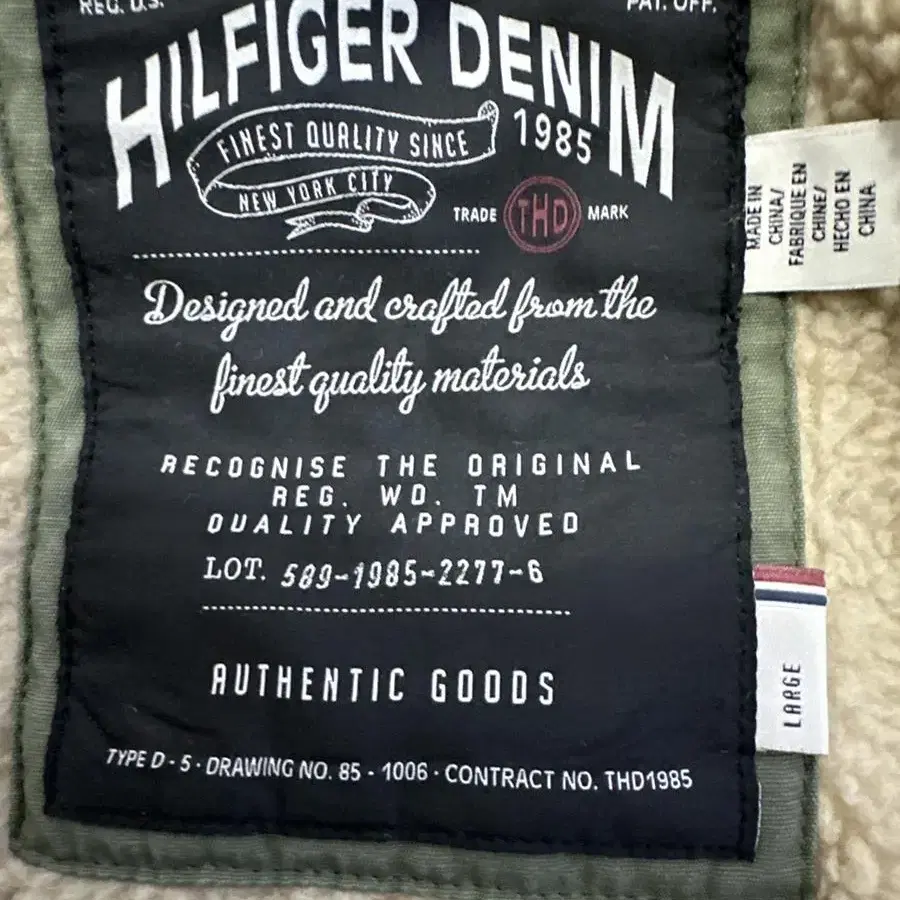 REG. U.S.
PAT. OFF.
HILFIGER DENIM
FINEST QUALITY SINCE
1985
NEW YORK CITY
TRADE THD MARK
Designed and crafted from the
finest quality materials
RECOGNISE THE ORIGINAL
REG. WD. TM
QUALITY APPROVED
LOT. 589-1985-2277-6
AUTHENTIC GOODS
TYPE D - 5 · DRAWING NO. 85 - 1006 · CONTRACT NO. THD1985
MADE IN
CHINA/
FABRIQUE EN
CHINE/
HECHO EN
CHINA
LARGE